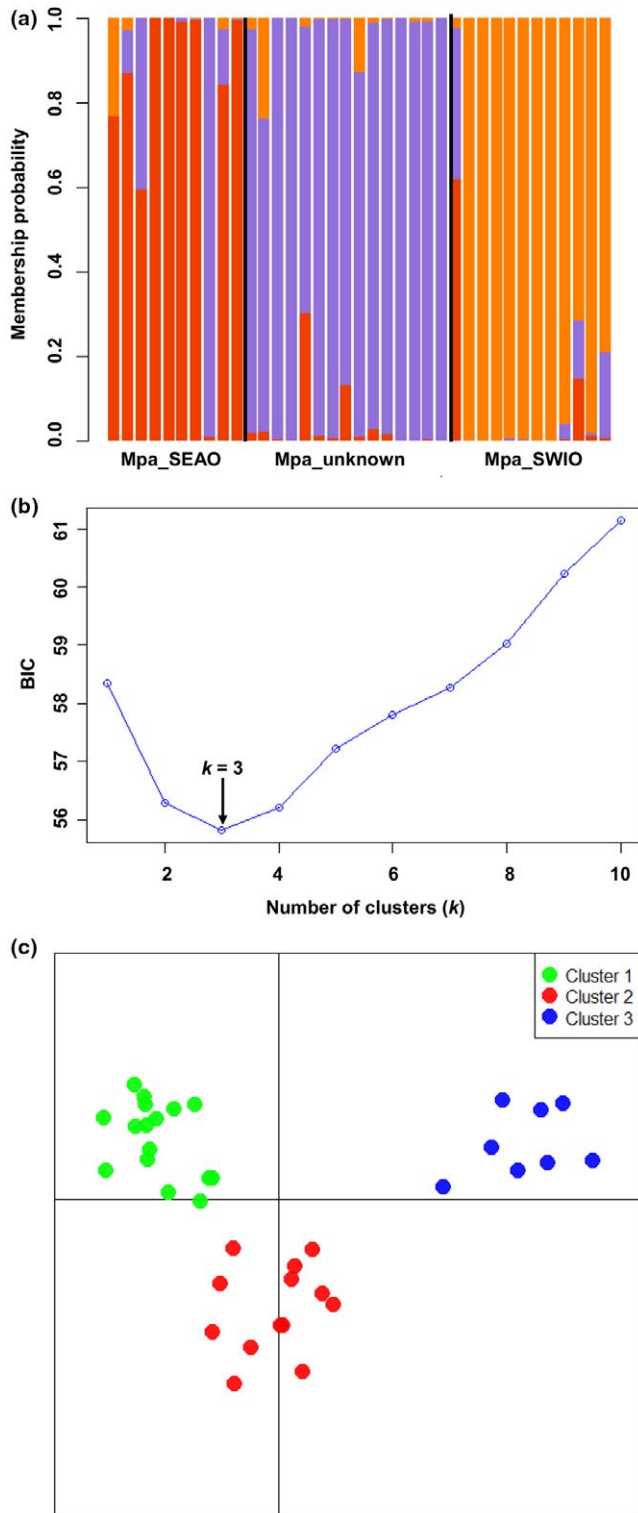 (a)
Membership probability
1.0
0.8
0.6
0.4
0.2
0.0
Mpa_SEAO Mpa_unknown Mpa_SWIO
(b)
BIC
61
60
59
58
57
56
k = 3
2 4 6 8 10
Number of clusters (k)
(c)
Cluster 1
Cluster 2
Cluster 3